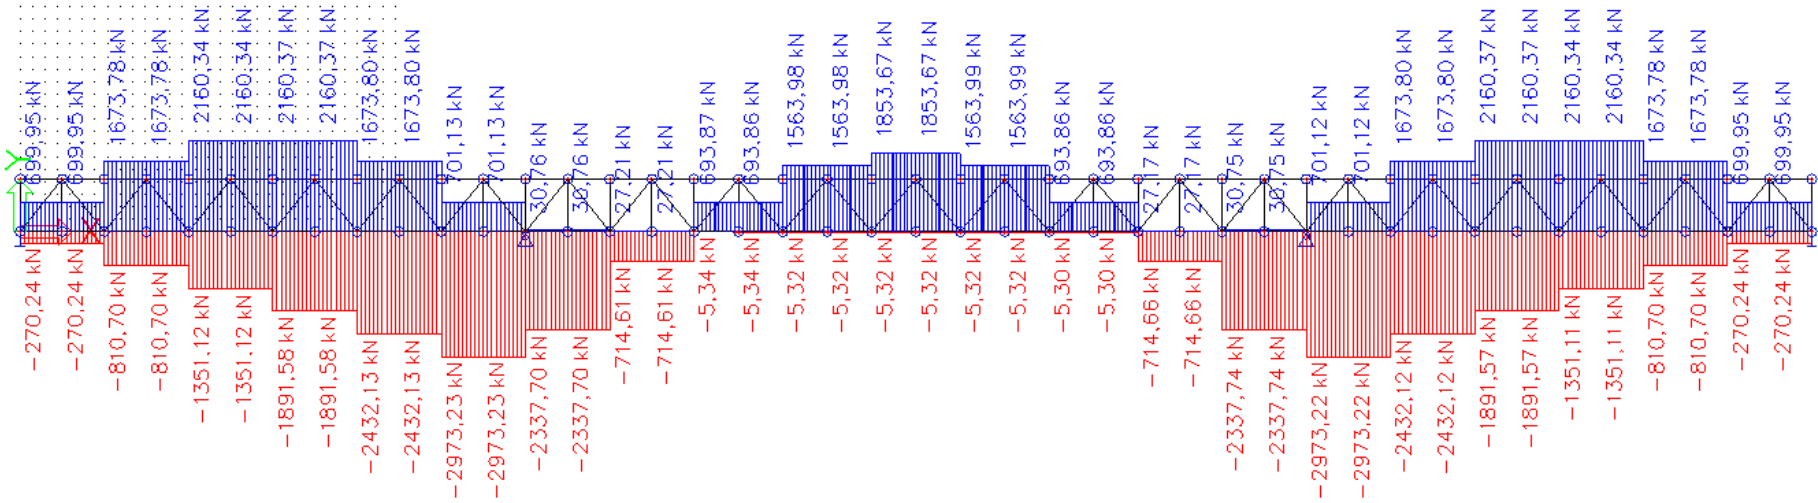 Y
X
699,95 kN
699,95 kN
1673,78 kN
1673,78 kN
2160,34 kN
2160,34 kN
2160,37 kN
2160,37 kN
1673,80 kN
1673,80 kN
701,13 kN
701,13 kN
30,76 kN
30,76 kN
27,21 kN
27,21 kN
693,87 kN
693,86 kN
1563,98 kN
1563,98 kN
1853,67 kN
1853,67 kN
1563,99 kN
1563,99 kN
693,86 kN
693,86 kN
27,17 kN
27,17 kN
30,75 kN
30,75 kN
701,12 kN
701,12 kN
1673,80 kN
1673,80 kN
2160,37 kN
2160,37 kN
2160,34 kN
2160,34 kN
1673,78 kN
1673,78 kN
699,95 kN
699,95 kN
-270,24 kN
-270,24 kN
-810,70 kN
-810,70 kN
-1351,12 kN
-1351,12 kN
-1891,58 kN
-1891,58 kN
-2432,13 kN
-2432,13 kN
-2973,23 kN
-2973,23 kN
-2337,70 kN
-2337,70 kN
-714,61 kN
-714,61 kN
-5,34 kN
-5,34 kN
-5,32 kN
-5,32 kN
-5,32 kN
-5,32 kN
-5,32 kN
-5,32 kN
-5,30 kN
-5,30 kN
-714,66 kN
-714,66 kN
-2337,74 kN
-2337,74 kN
-2973,22 kN
-2973,22 kN
-2432,12 kN
-2432,12 kN
-1891,57 kN
-1891,57 kN
-1351,11 kN
-1351,11 kN
-810,70 kN
-810,70 kN
-270,24 kN
-270,24 kN